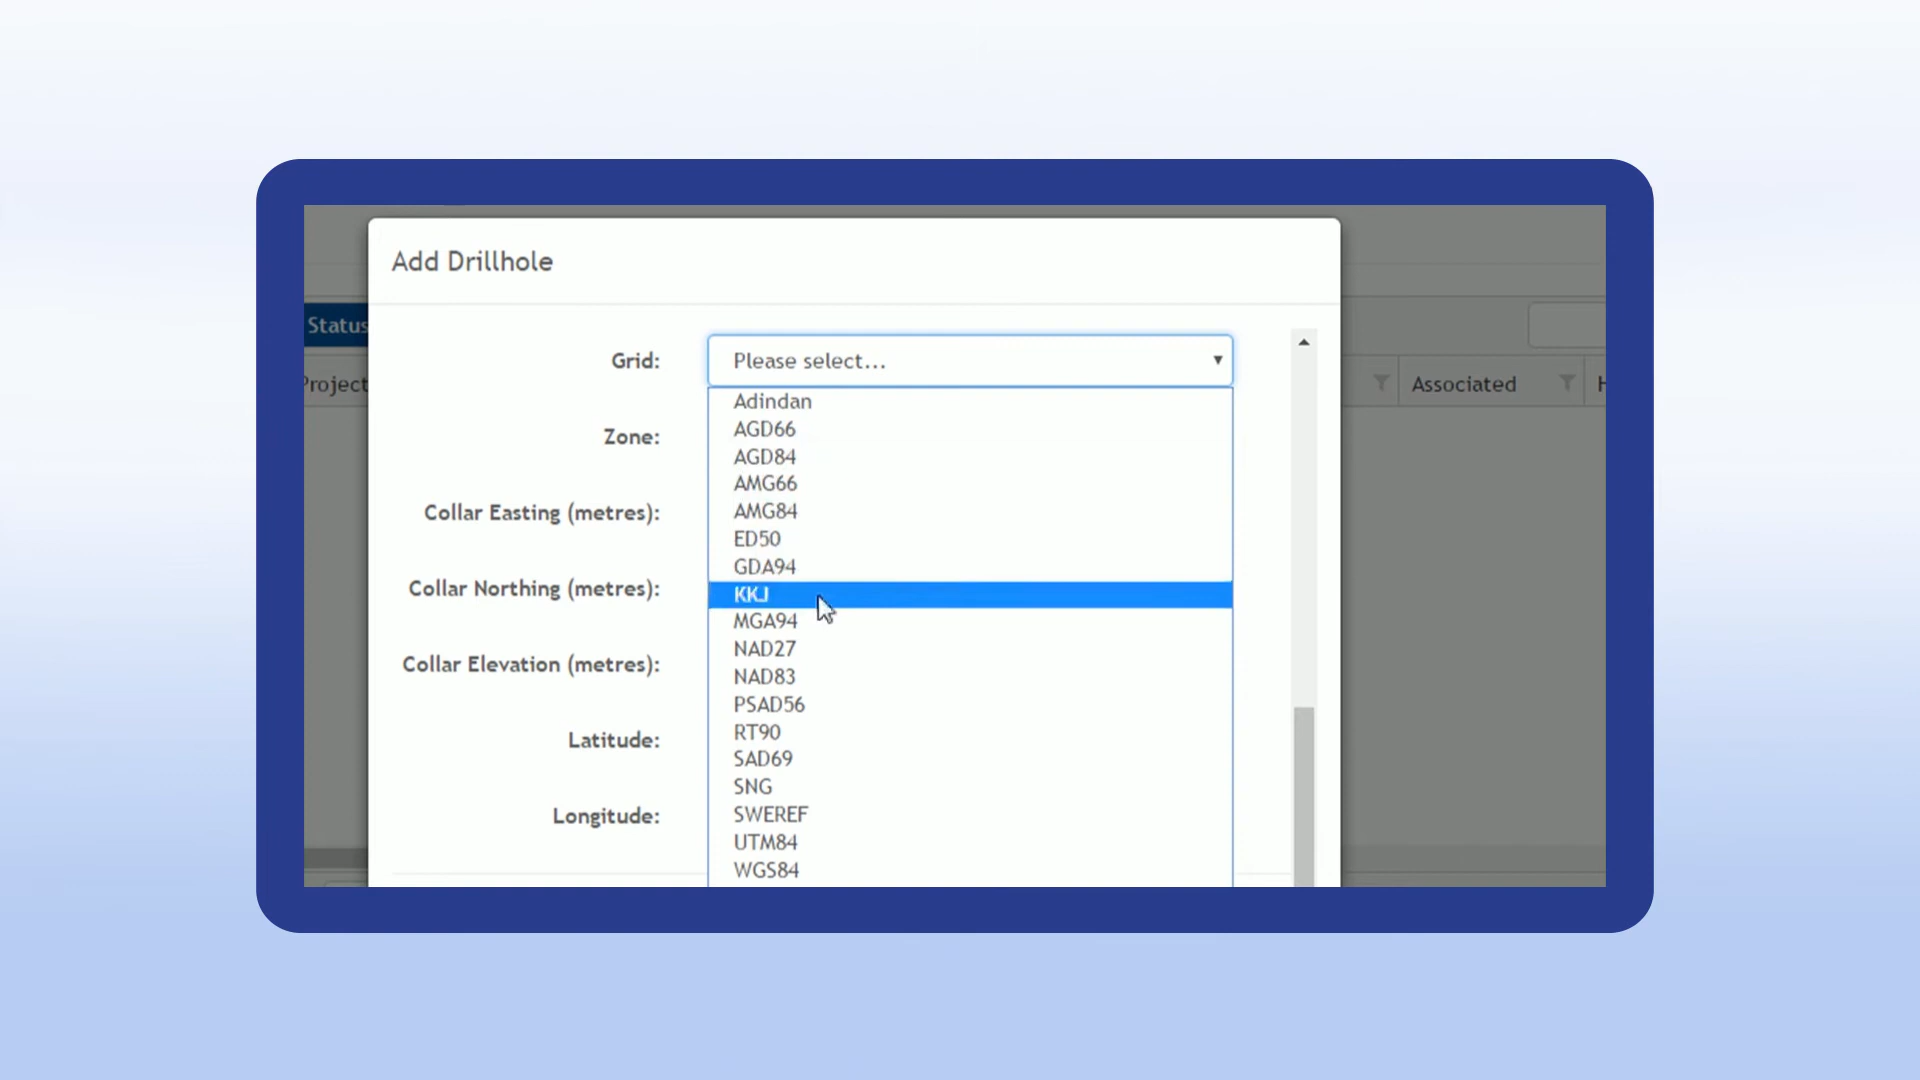 Add Drillhole
Status
Project
Associated
Grid:
Please select...
Zone:
Collar Easting (metres):
Collar Northing (metres):
Collar Elevation (metres):
Latitude:
Longitude:
Adindan
AGD66
AGD84
AMG66
AMG84
ED50
GDA94
KKJ
MGA94
NAD27
NAD83
PSAD56
RT90
SAD69
SNG
SWEREF
UTM84
WGS84